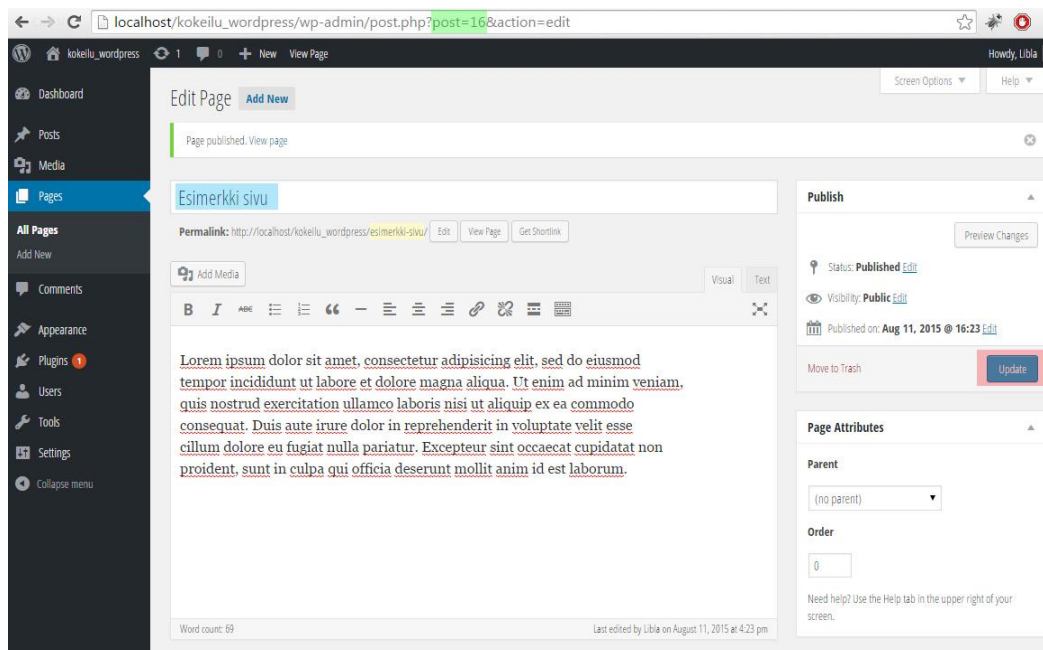 localhost/kokeilu_wordpress/wp-admin/post.php?post=16&action=edit
kokeilu_wordpress 1 0 New View Page Howdy, Libla
Screen Options Help
Dashboard
Posts
Media
Pages
All Pages
Add New
Comments
Appearance
Plugins 1
Users
Tools
Settings
Collapse menu
Edit Page Add New
Page published. View page
Esimerkki sivu
Permalink: http://localhost/kokeilu_wordpress/esimerkki-sivu/ Edit View Page Get Shortlink
Add Media Visual Text
B I ABC
Lorem ipsum dolor sit amet, consectetur adipisicing elit, sed do eiusmod
tempor incididunt ut labore et dolore magna aliqua. Ut enim ad minim veniam,
quis nostrud exercitation ullamco laboris nisi ut aliquip ex ea commodo
consequat. Duis aute irure dolor in reprehenderit in voluptate velit esse
cillum dolore eu fugiat nulla pariatur. Excepteur sint occaecat cupidatat non
proident, sunt in culpa qui officia deserunt mollit anim id est laborum.
Word count: 69 Last edited by Libla on August 11, 2015 at 4:23 pm
Publish
Preview Changes
Status: Published Edit
Visibility: Public Edit
Published on: Aug 11, 2015 @ 16:23 Edit
Move to Trash Update
Page Attributes
Parent
(no parent)
Order
0
Need help? Use the Help tab in the upper right of your
screen.